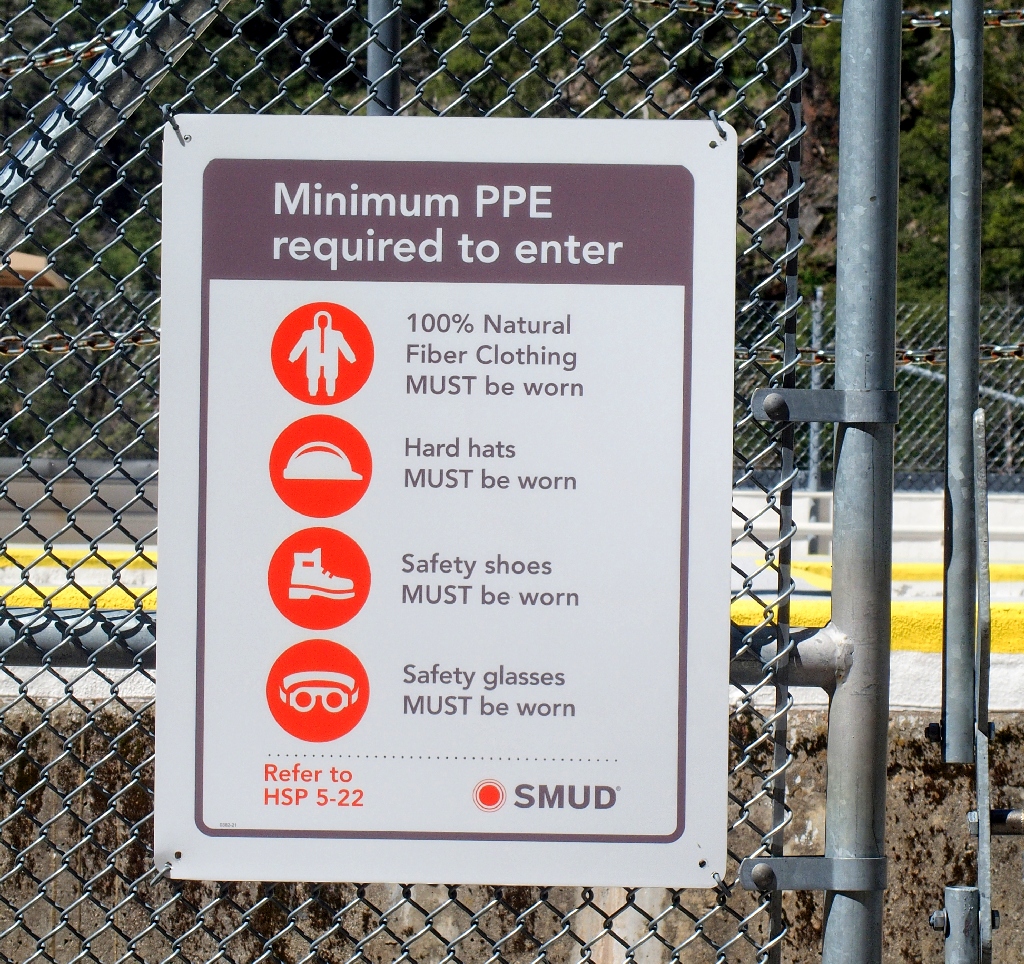 Minimum PPE
required to enter
100% Natural
Fiber Clothing
MUST be worn
Hard hats
MUST be worn
Safety shoes
MUST be worn
Safety glasses
MUST be worn
Refer to
HSP 5-22
SMUD®